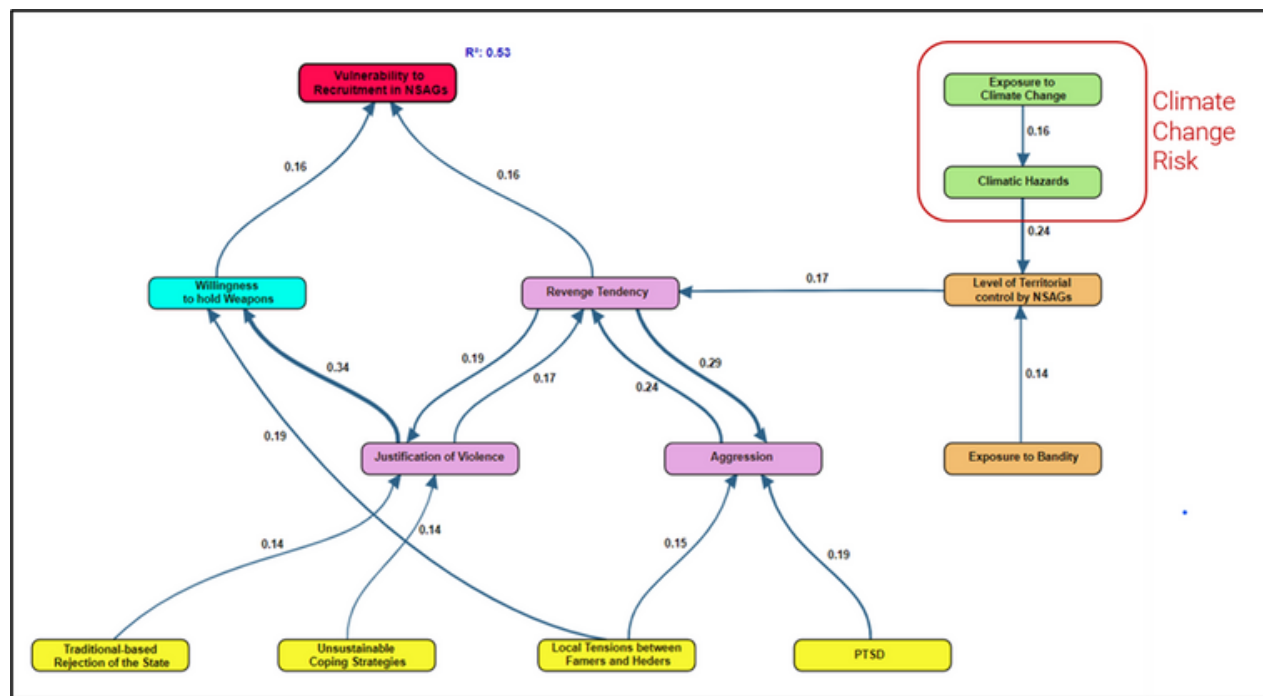 R²: 0.53
Vulnerability to
Recruitment in NSAGs
Exposure to
Climate Change
Climate
Change
Risk
0.16
0.16
0.16
Climatic Hazards
0.24
Willingness
to hold Weapons
Revenge Tendency
0.17
Level of Territorial
control by NSAGs
0.34
0.19
0.17
0.24
0.29
0.14
0.19
Justification of Violence
Aggression
Exposure to Bandity
0.14
0.14
0.15
0.19
Traditional-based
Rejection of the State
Unsustainable
Coping Strategies
Local Tensions between
Famers and Heders
PTSD